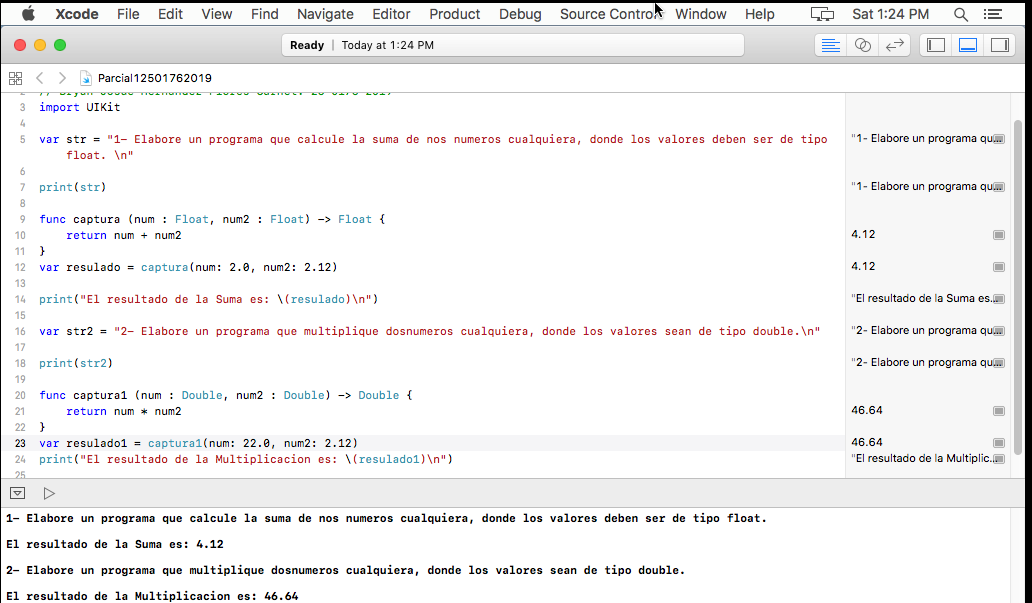 Xcode File Edit View Find Navigate Editor Product Debug Source Control Window Help Sat 1:24 PM
Ready | Today at 1:24 PM
Parcial12501762019
3 import UIKit
4
5 var str = "1- Elabore un programa que calcule la suma de nos numeros cualquiera, donde los valores deben ser de tipo "1- Elabore un programa qu...
float. \n"
6
7 print(str) "1- Elabore un programa qu...
8
9 func captura (num : Float, num2 : Float) -> Float {
10 return num + num2 4.12
11 }
12 var resulado = captura(num: 2.0, num2: 2.12) 4.12
13
14 print("El resultado de la Suma es: \(resulado)\n") "El resultado de la Suma es...
15
16 var str2 = "2- Elabore un programa que multiplique dosnumeros cualquiera, donde los valores sean de tipo double.\n" "2- Elabore un programa qu...
17
18 print(str2) "2- Elabore un programa qu...
19
20 func captura1 (num : Double, num2 : Double) -> Double {
21 return num * num2 46.64
22 }
23 var resulado1 = captura1(num: 22.0, num2: 2.12) 46.64
24 print("El resultado de la Multiplicacion es: \(resulado1)\n") "El resultado de la Multiplic...
25
1- Elabore un programa que calcule la suma de nos numeros cualquiera, donde los valores deben ser de tipo float.
El resultado de la Suma es: 4.12
2- Elabore un programa que multiplique dosnumeros cualquiera, donde los valores sean de tipo double.
El resultado de la Multiplicacion es: 46.64